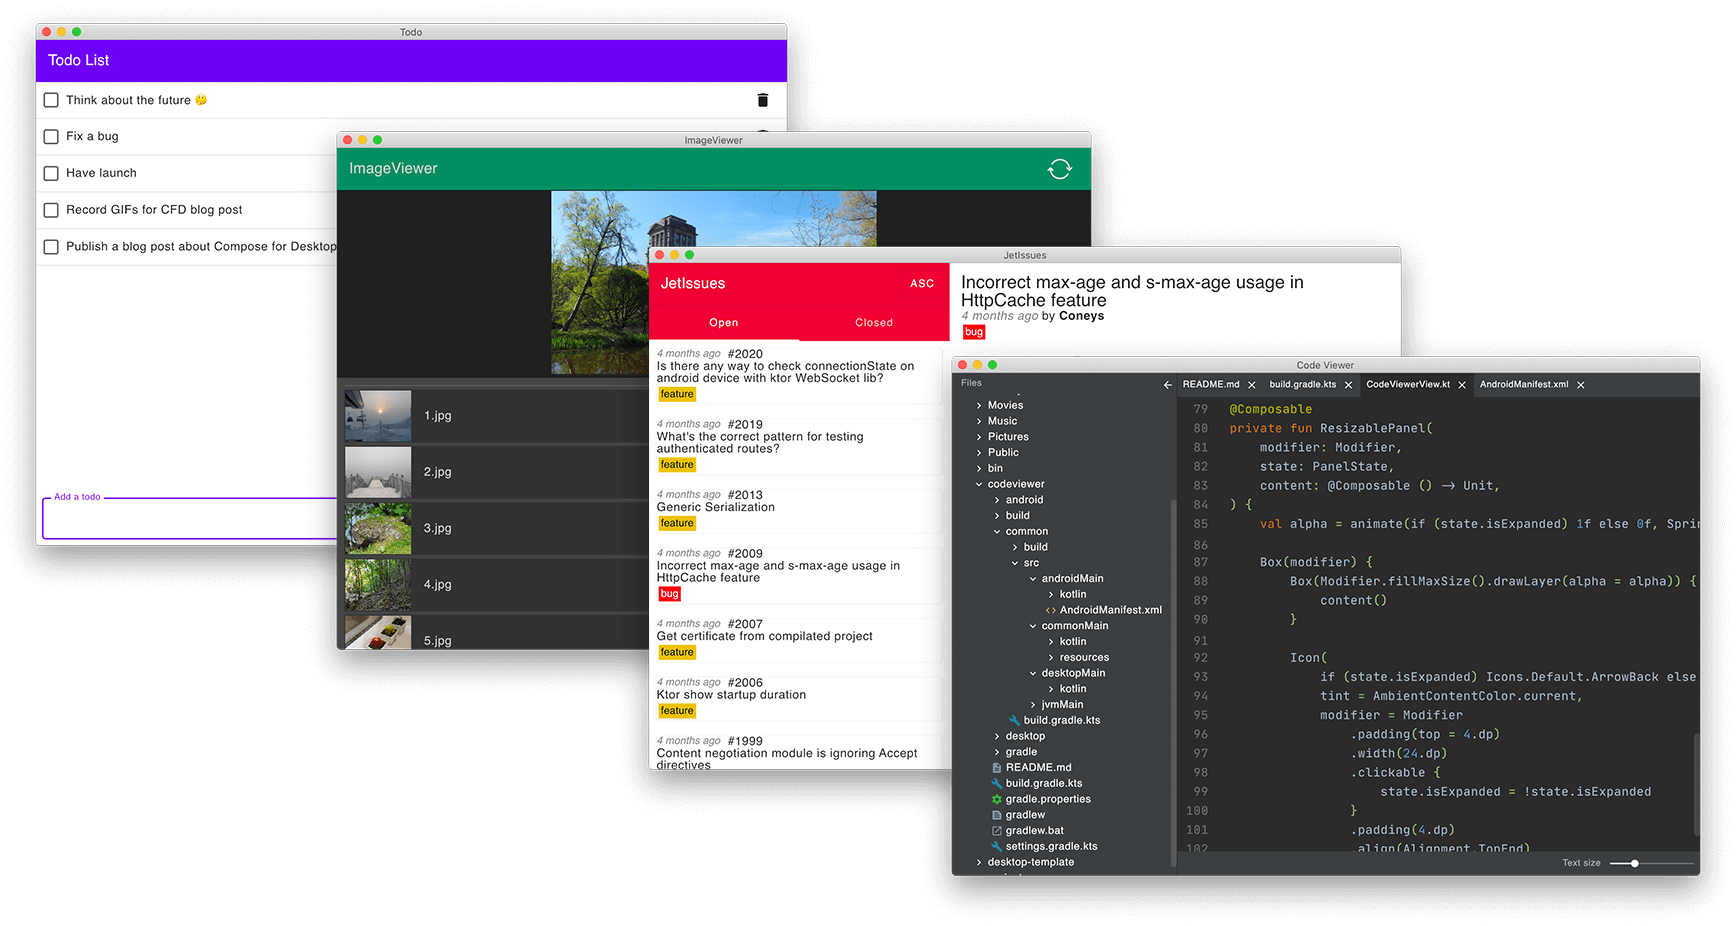 Todo
Todo List
Think about the future 🤔
Fix a bug
Have launch
Record GIFs for CFD blog post
Publish a blog post about Compose for Desktop
Add a todo
ImageViewer
ImageViewer
1.jpg
2.jpg
3.jpg
4.jpg
5.jpg
JetIssues
JetIssues
ASC
Open
Closed
4 months ago #2020
Is there any way to check connectionState on
android device with ktor WebSocket lib?
feature
4 months ago #2019
What's the correct pattern for testing
authenticated routes?
feature
4 months ago #2013
Generic Serialization
feature
4 months ago #2009
Incorrect max-age and s-max-age usage in
HttpCache feature
bug
4 months ago #2007
Get certificate from compilated project
feature
4 months ago #2006
Ktor show startup duration
feature
4 months ago #1999
Content negotiation module is ignoring Accept
directives
Incorrect max-age and s-max-age usage in
HttpCache feature
4 months ago by Coneys
bug
Code Viewer
Files
Movies
Music
Pictures
Public
bin
codeviewer
android
build
common
build
src
androidMain
kotlin
AndroidManifest.xml
commonMain
kotlin
resources
desktopMain
kotlin
jvmMain
build.gradle.kts
desktop
gradle
README.md
build.gradle.kts
gradle.properties
gradlew
gradlew.bat
settings.gradle.kts
desktop-template
README.md
build.gradle.kts
CodeViewerView.kt
AndroidManifest.xml
79 @Composable
80 private fun ResizablePanel(
81 modifier: Modifier,
82 state: PanelState,
83 content: @Composable () -> Unit,
84 ) {
85 val alpha = animate(if (state.isExpanded) 1f else 0f, Sprin
86
87 Box(modifier) {
88 Box(Modifier.fillMaxSize().drawLayer(alpha = alpha)) {
89 content()
90 }
91
92 Icon(
93 if (state.isExpanded) Icons.Default.ArrowBack else
94 tint = AmbientContentColor.current,
95 modifier = Modifier
96 .padding(top = 4.dp)
97 .width(24.dp)
98 .clickable {
99 state.isExpanded = !state.isExpanded
100 }
101 .padding(4.dp)
102 .align(Alignment.TopEnd)
Text size